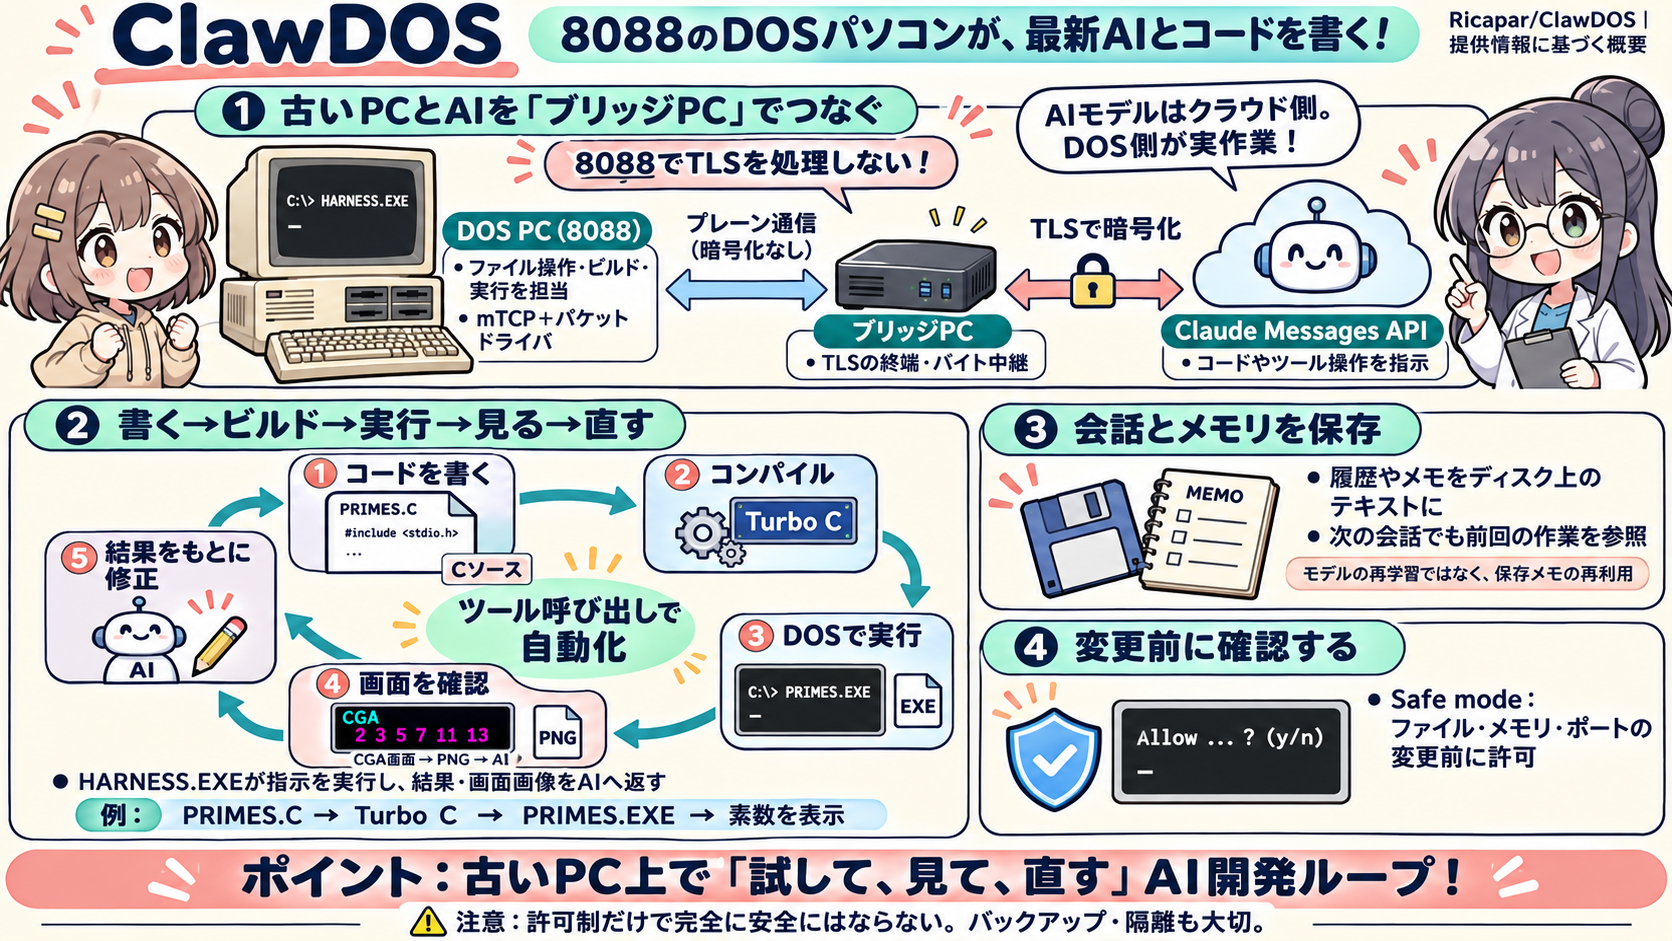 ClawDOS
8088のDOSパソコンが、最新AIとコードを書く!
Ricapar/ClawDOS |
提供情報に基づく概要
1 古いPCとAIを「ブリッジPC」でつなぐ
8088でTLSを処理しない!
AIモデルはクラウド側。
DOS側が実作業!
C:\> HARNESS.EXE
DOS PC (8088)
• ファイル操作・ビルド・
実行を担当
• mTCP+パケット
ドライバ
プレーン通信
(暗号化なし)
ブリッジPC
• TLSの終端・バイト中継
TLSで暗号化
Claude Messages API
• コードやツール操作を指示
2 書く→ビルド→実行→見る→直す
1 コードを書く
PRIMES.C
#include <stdio.h>
...
Cソース
2 コンパイル
Turbo C
3 DOSで実行
C:\> PRIMES.EXE
EXE
4 画面を確認
CGA
2 3 5 7 11 13
PNG
CGA画面→PNG→AI
5 結果をもとに
修正
AI
ツール呼び出しで
自動化
• HARNESS.EXEが指示を実行し、結果・画面画像をAIへ返す
例: PRIMES.C → Turbo C → PRIMES.EXE → 素数を表示
3 会話とメモリを保存
MEMO
• 履歴やメモをディスク上の
テキストに
• 次の会話でも前回の作業を参照
モデルの再学習ではなく、保存メモの再利用
4 変更前に確認する
Allow ... ? (y/n)
• Safe mode:
ファイル・メモリ・ポートの
変更前に許可
ポイント:古いPC上で「試して、見て、直す」AI開発ループ!
注意:許可制だけで完全に安全にはならない。バックアップ・隔離も大切。